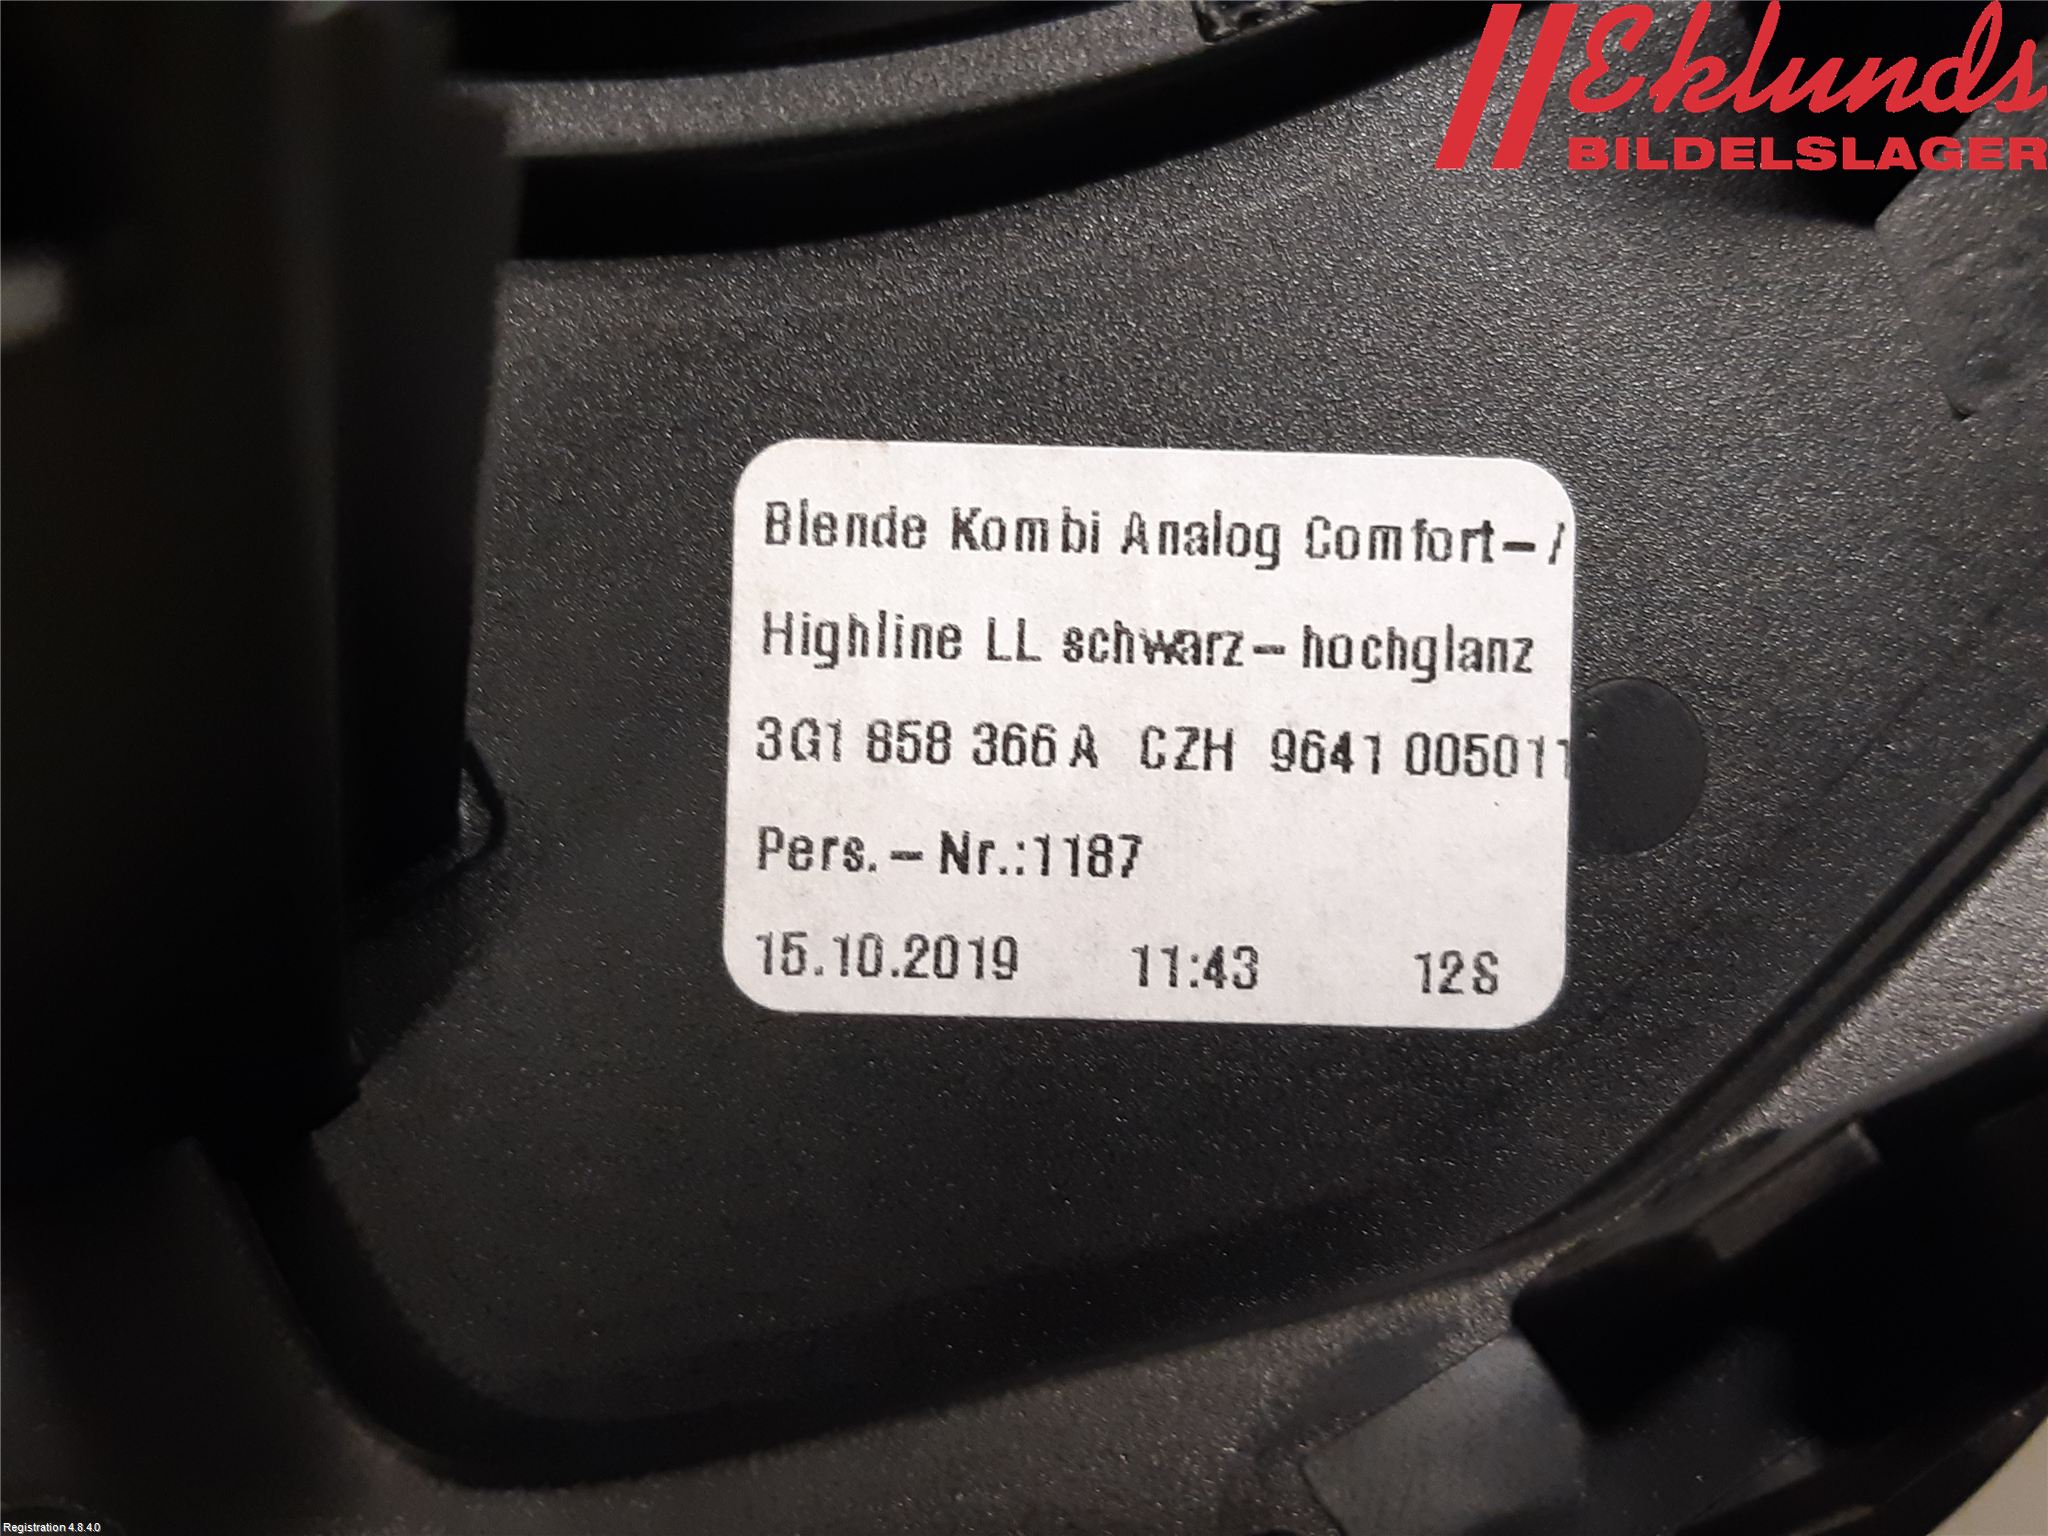 Eklunds
BILDELSLAGER
Blende Kombi Analog Comfort-/
Highline LL schwarz-hochglanz
3G1 858 366 A CZH 9641 005011
Pers.-Nr.:1187
15.10.2019 11:43 12S
Registration 4.8.4.0